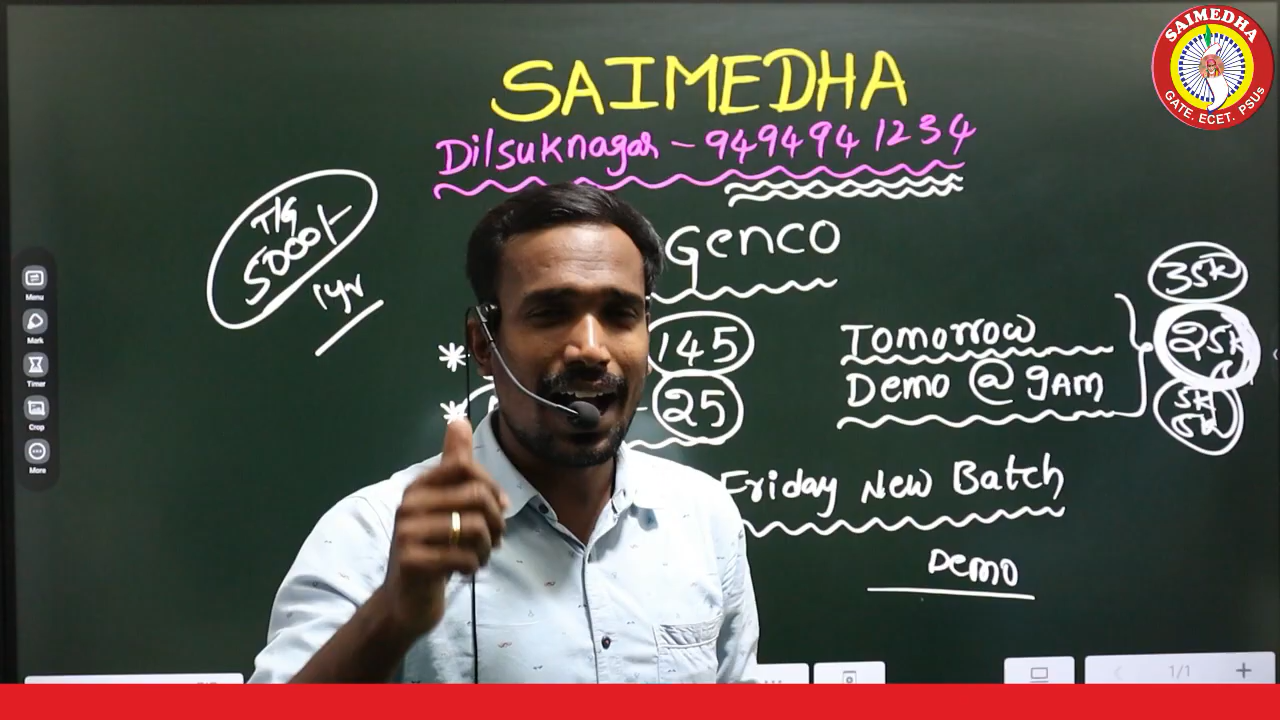 SAIMEDHA
Dilsuknagar - 9494941234
Genco
T/G
5000/-
1yr
* 145
* - 25
Tomorrow
Demo @ 9AM
35k
25k
5k
Friday New Batch
Demo
SAIMEDHA
GATE. ECET. PSUs
Menu
Mark
Timer
Crop
More
1/1 +